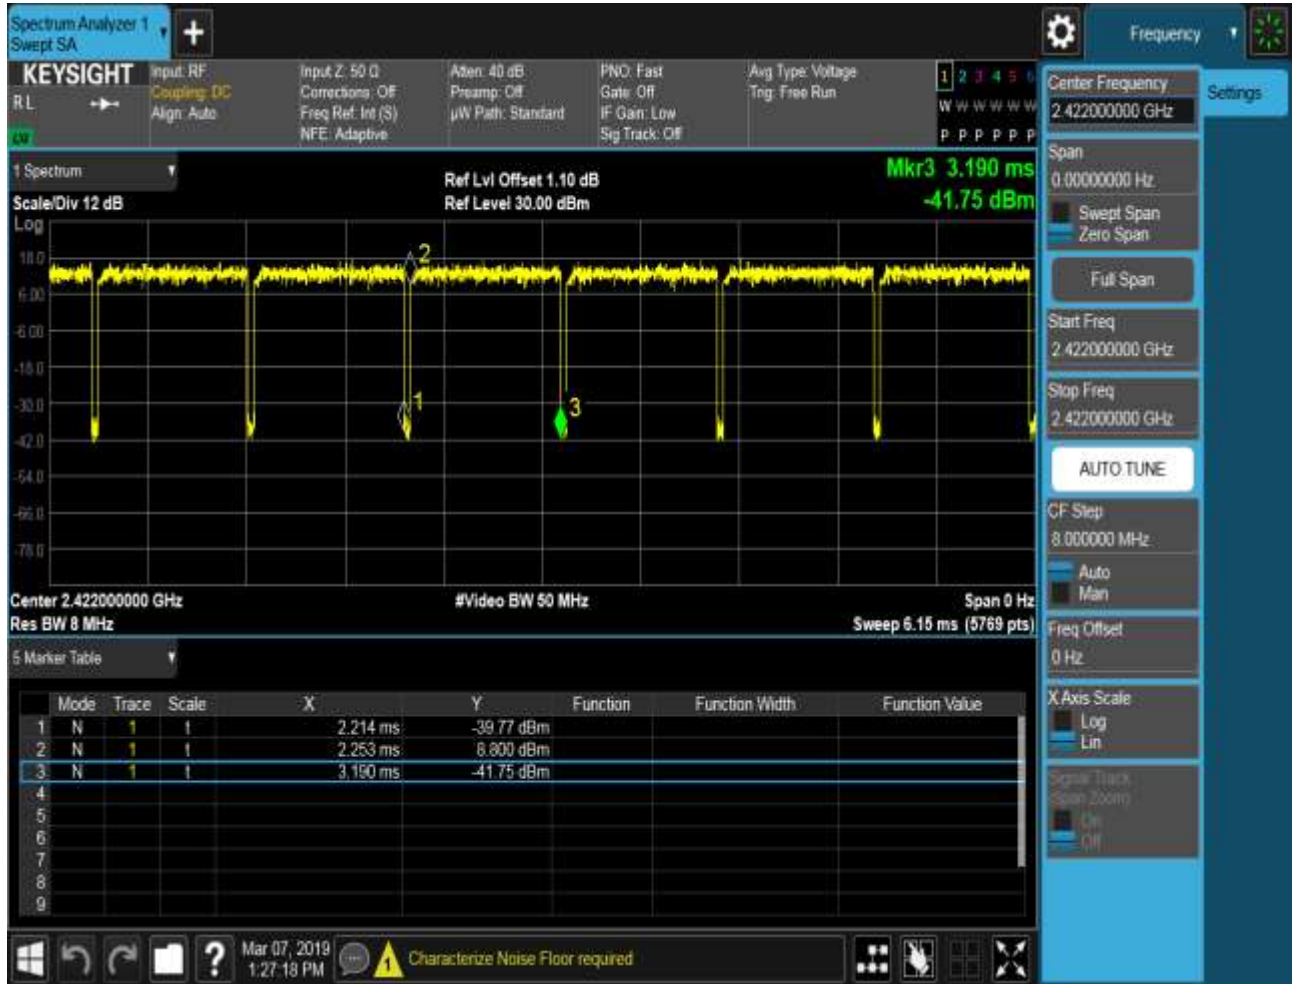 Spectrum Analyzer 1
Swept SA
+
Frequency
KEYSIGHT
RL
Input: RF
Coupling: DC
Align: Auto
Input Z: 50 Ω
Corrections: Off
Freq Ref: Int (S)
NFE: Adaptive
Atten: 40 dB
Preamp: Off
µW Path: Standard
PNO: Fast
Gate: Off
IF Gain: Low
Sig Track: Off
Avg Type: Voltage
Trig: Free Run
1 2 3 4 5 6
W W W W W W
P P P P P P
1 Spectrum
Scale/Div 12 dB
Ref Lvl Offset 1.10 dB
Ref Level 30.00 dBm
Mkr3 3.190 ms
-41.75 dBm
Log
18.0
6.00
-6.00
-18.0
-30.0
-42.0
-54.0
-66.0
-78.0
2
1
3
Center 2.422000000 GHz
#Video BW 50 MHz
Span 0 Hz
Res BW 8 MHz
Sweep 6.15 ms (5769 pts)
5 Marker Table
Mode Trace Scale X Y Function Function Width Function Value
1 N 1 t 2.214 ms -39.77 dBm
2 N 1 t 2.253 ms 8.800 dBm
3 N 1 t 3.190 ms -41.75 dBm
4
5
6
7
8
9
Mar 07, 2019
1:27:18 PM
?
1
Characterize Noise Floor required
Center Frequency
2.422000000 GHz
Settings
Span
0.00000000 Hz
Swept Span
Zero Span
Full Span
Start Freq
2.422000000 GHz
Stop Freq
2.422000000 GHz
AUTO TUNE
CF Step
8.000000 MHz
Auto
Man
Freq Offset
0 Hz
X Axis Scale
Log
Lin
Signal Track
(Span Zoom)
On
Off